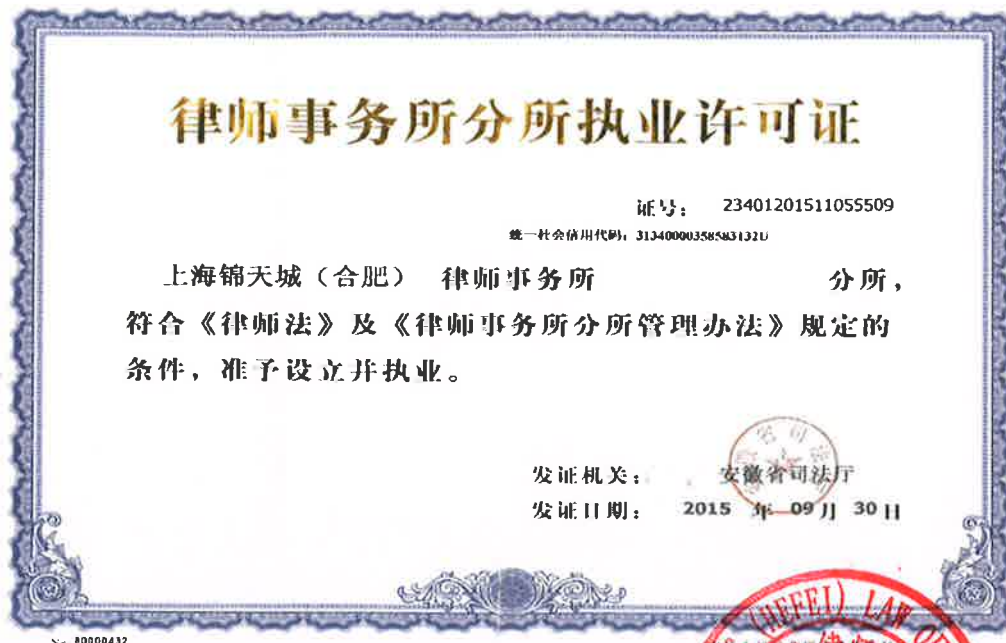 律师事务所分所执业许可证
证号: 23401201511055509
统一社会信用代码: 31340000358583132U
上海锦天城（合肥） 律师事务所 分所，
符合《律师法》及《律师事务所分所管理办法》规定的
条件，准予设立并执业。
发证机关: 安徽省司法厅
发证日期: 2015 年 09 月 30 日
No. 80000432
(HEFEI) LAW